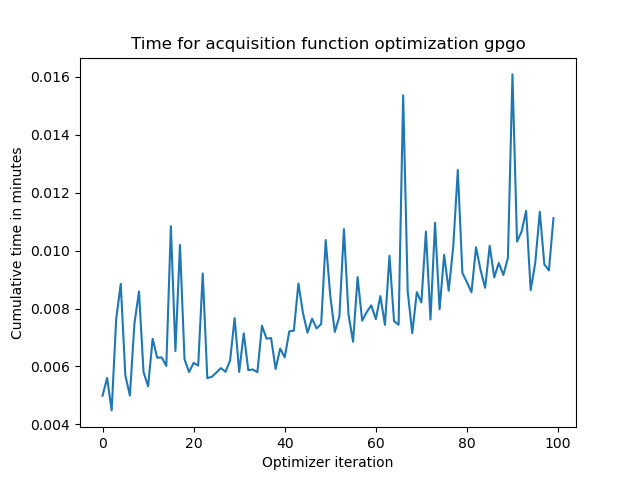 Time for acquisition function optimization gpgo
Cumulative time in minutes
0.016
0.014
0.012
0.010
0.008
0.006
0.004
0 20 40 60 80 100
Optimizer iteration